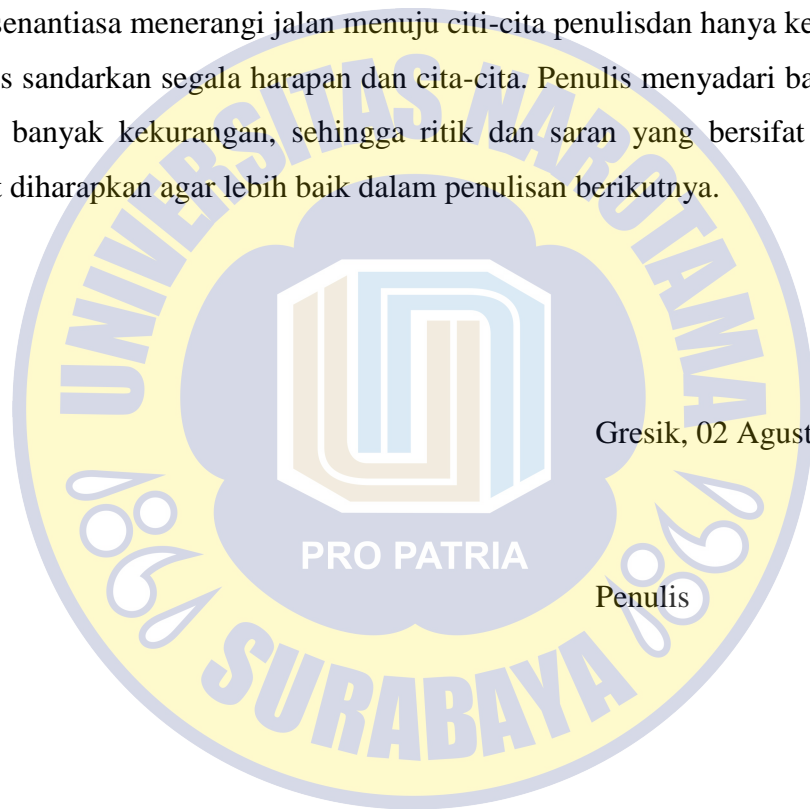 senantiasa menerangi jalan menuju citi-cita penulisdan hanya ke
s sandarkan segala harapan dan cita-cita. Penulis menyadari ba
banyak kekurangan, sehingga ritik dan saran yang bersifat
t diharapkan agar lebih baik dalam penulisan berikutnya.
UNIVERSITAS NAROTAMA
Gresik, 02 Agust
PRO PATRIA
Penulis
SURABAYA